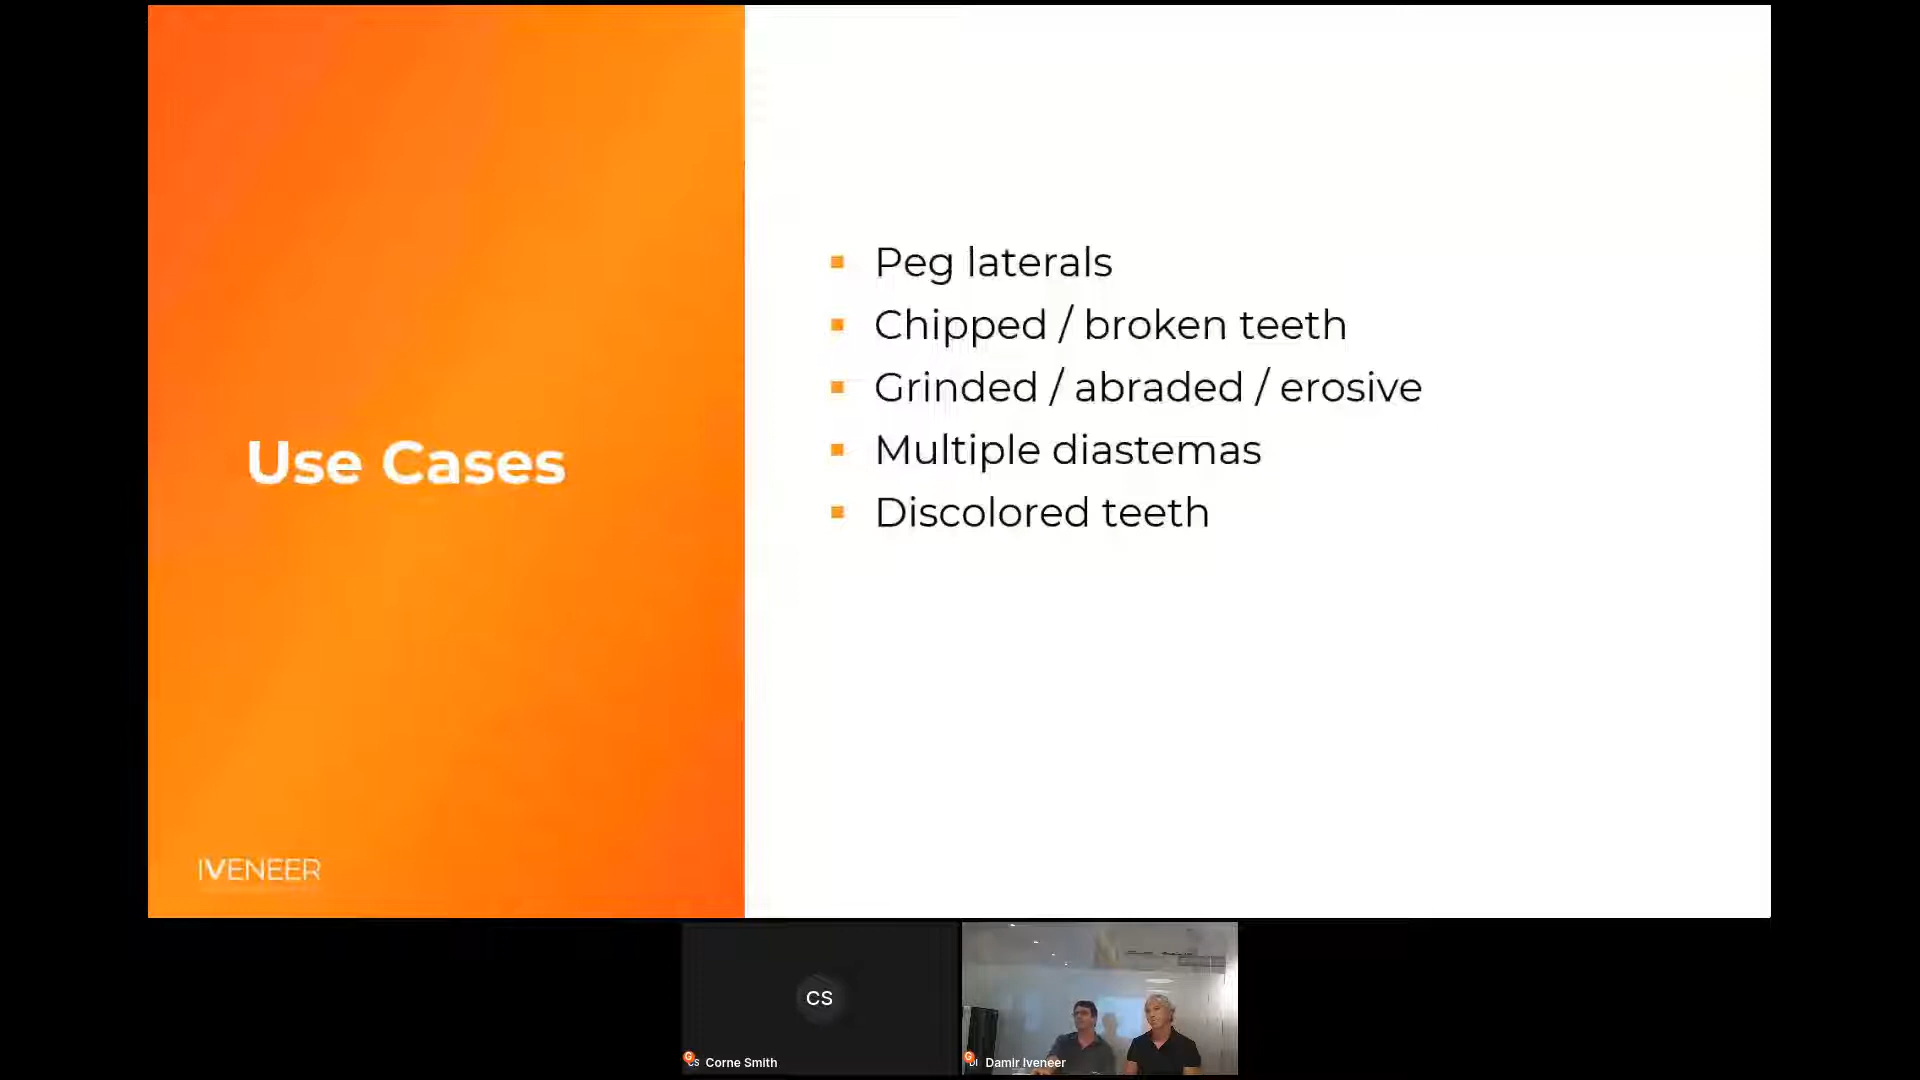 Use Cases
Peg laterals
Chipped / broken teeth
Grinded / abraded / erosive
Multiple diastemas
Discolored teeth
IVENEER
CS
G
CS
Corne Smith
G
DI
Damir Iveneer